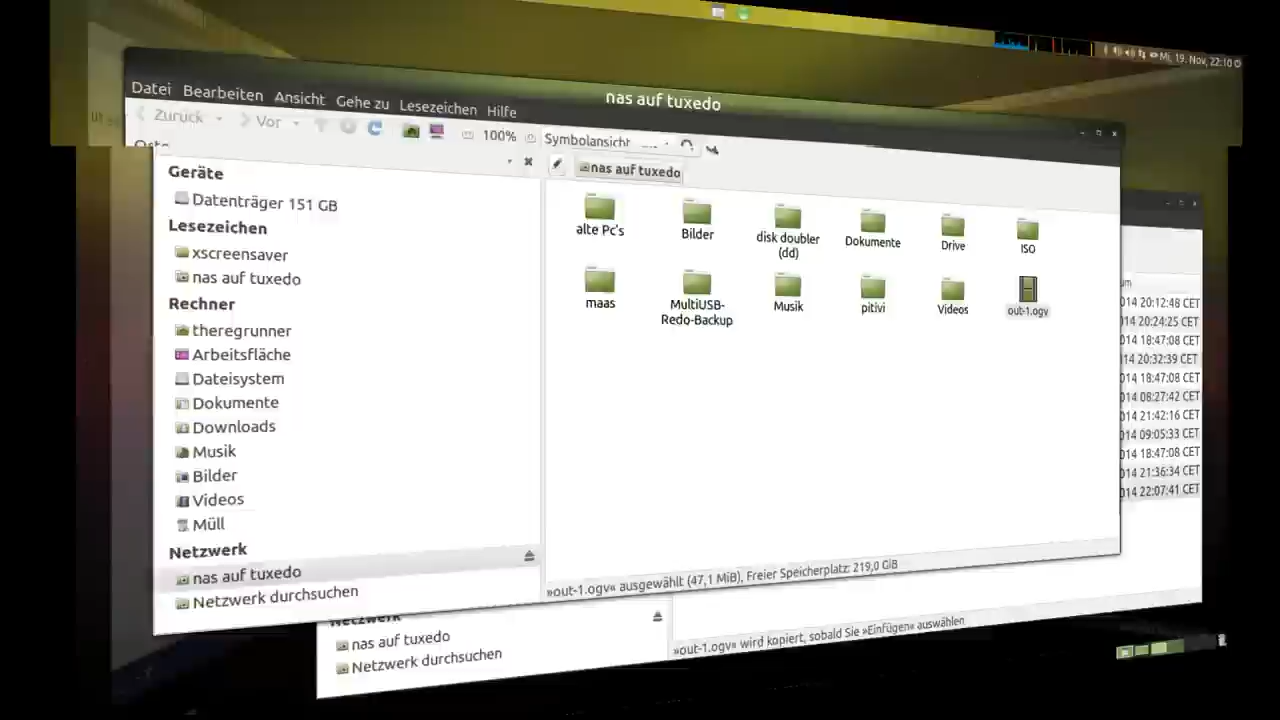 Mi, 19. Nov, 22:10
nas auf tuxedo
Datei Bearbeiten Ansicht Gehe zu Lesezeichen Hilfe
Zurück Vor 100% Symbolansicht
nas auf tuxedo
Geräte
Datenträger 151 GB
Lesezeichen
xscreensaver
nas auf tuxedo
Rechner
theregrunner
Arbeitsfläche
Dateisystem
Dokumente
Downloads
Musik
Bilder
Videos
Müll
Netzwerk
nas auf tuxedo
Netzwerk durchsuchen
alte Pc's
Bilder
disk doubler
(dd)
Dokumente
Drive
ISO
maas
MultiUSB-
Redo-Backup
Musik
pitivi
Videos
out-1.ogv
»out-1.ogv« ausgewählt (47,1 MiB), Freier Speicherplatz: 219,0 GiB
014 20:12:48 CET
014 20:24:25 CET
014 18:47:08 CET
014 20:32:39 CET
014 18:47:08 CET
014 08:27:42 CET
014 21:42:16 CET
014 09:05:33 CET
014 18:47:08 CET
014 21:36:34 CET
014 22:07:41 CET
Netzwerk
nas auf tuxedo
Netzwerk durchsuchen
»out-1.ogv« wird kopiert, sobald Sie »Einfügen« auswählen